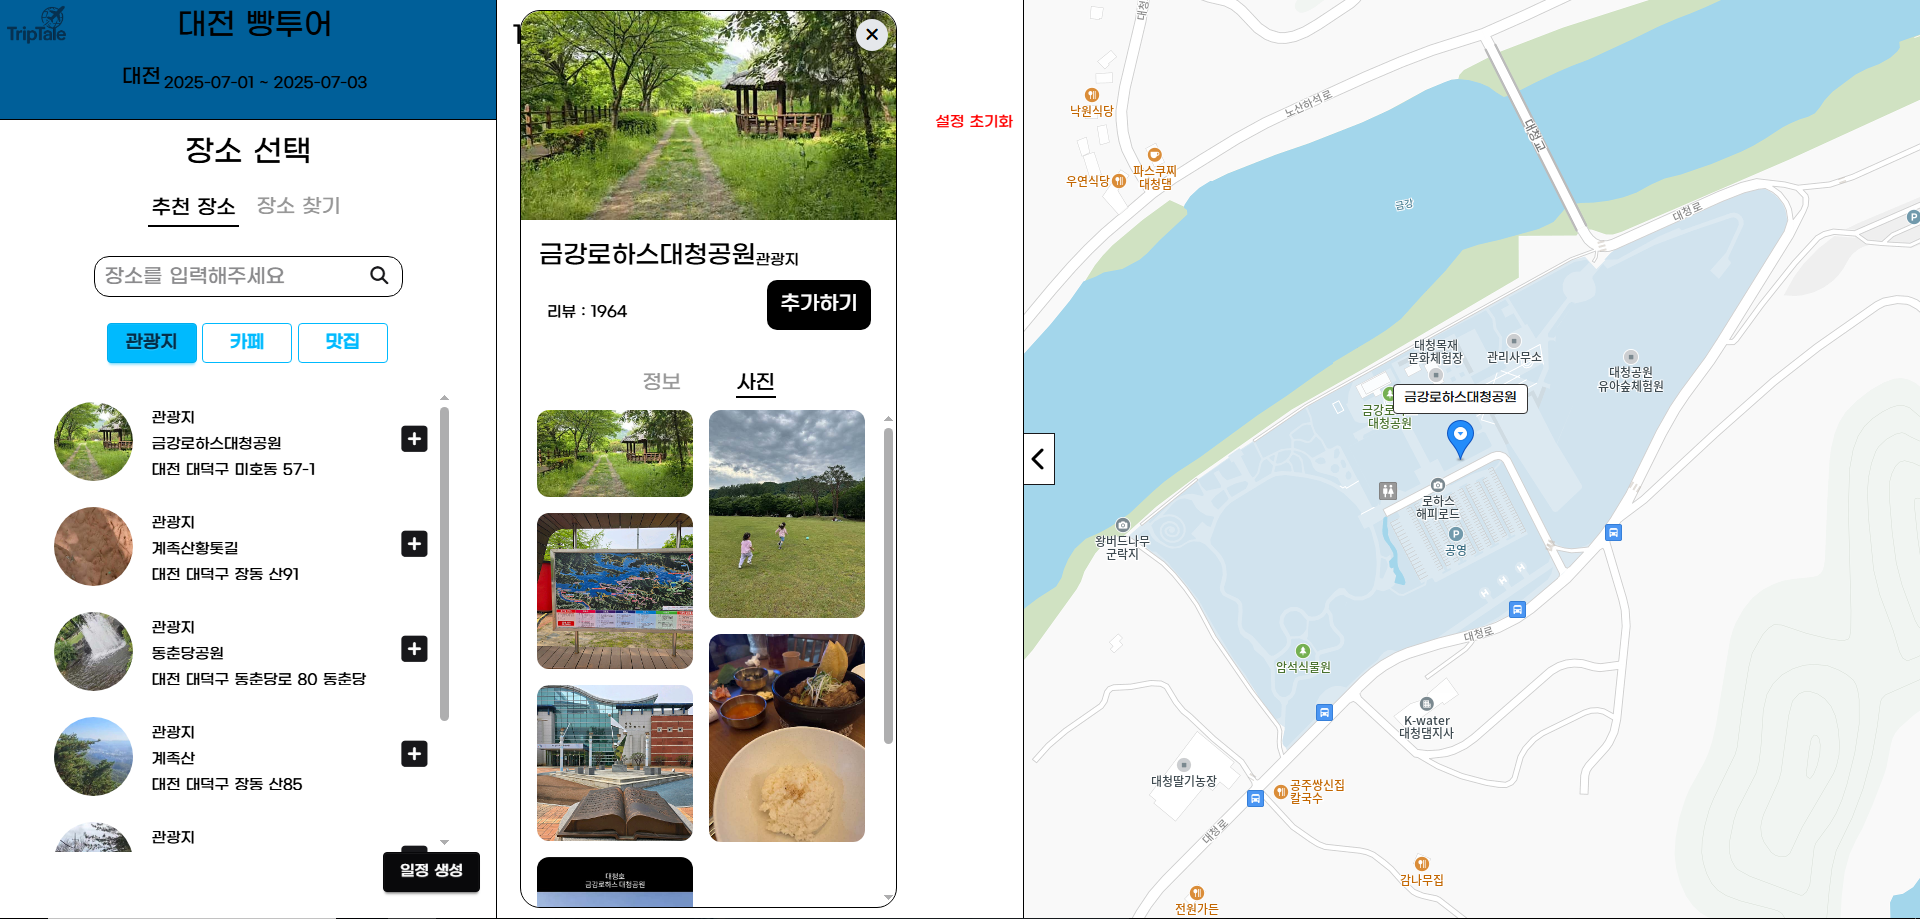 TripTale
대전 빵투어
대전 2025-07-01 ~ 2025-07-03
장소 선택
추천 장소 장소 찾기
장소를 입력해주세요
관광지 카페 맛집
관광지
금강로하스대청공원
대전 대덕구 미호동 57-1
관광지
계족산황톳길
대전 대덕구 장동 산91
관광지
동춘당공원
대전 대덕구 동춘당로 80 동춘당
관광지
계족산
대전 대덕구 장동 산85
관광지
일정 생성
설정 초기화
금강로하스대청공원관광지
리뷰 : 1964
추가하기
정보 사진
대청호
금강로하스대청공원
대청교
노산하석로
낙원식당
파스쿠찌
대청댐
우연식당
금강
대청로
대청목재
문화체험장
관리사무소
대청공원
유아숲체험원
금강로하스대청공원
대청공원
로하스
해피로드
공영
왕버드나무
군락지
대청로
암석식물원
K-water
대청댐지사
대청딸기농장
공주쌍신집
칼국수
대청로
감나무집
전원가든
P